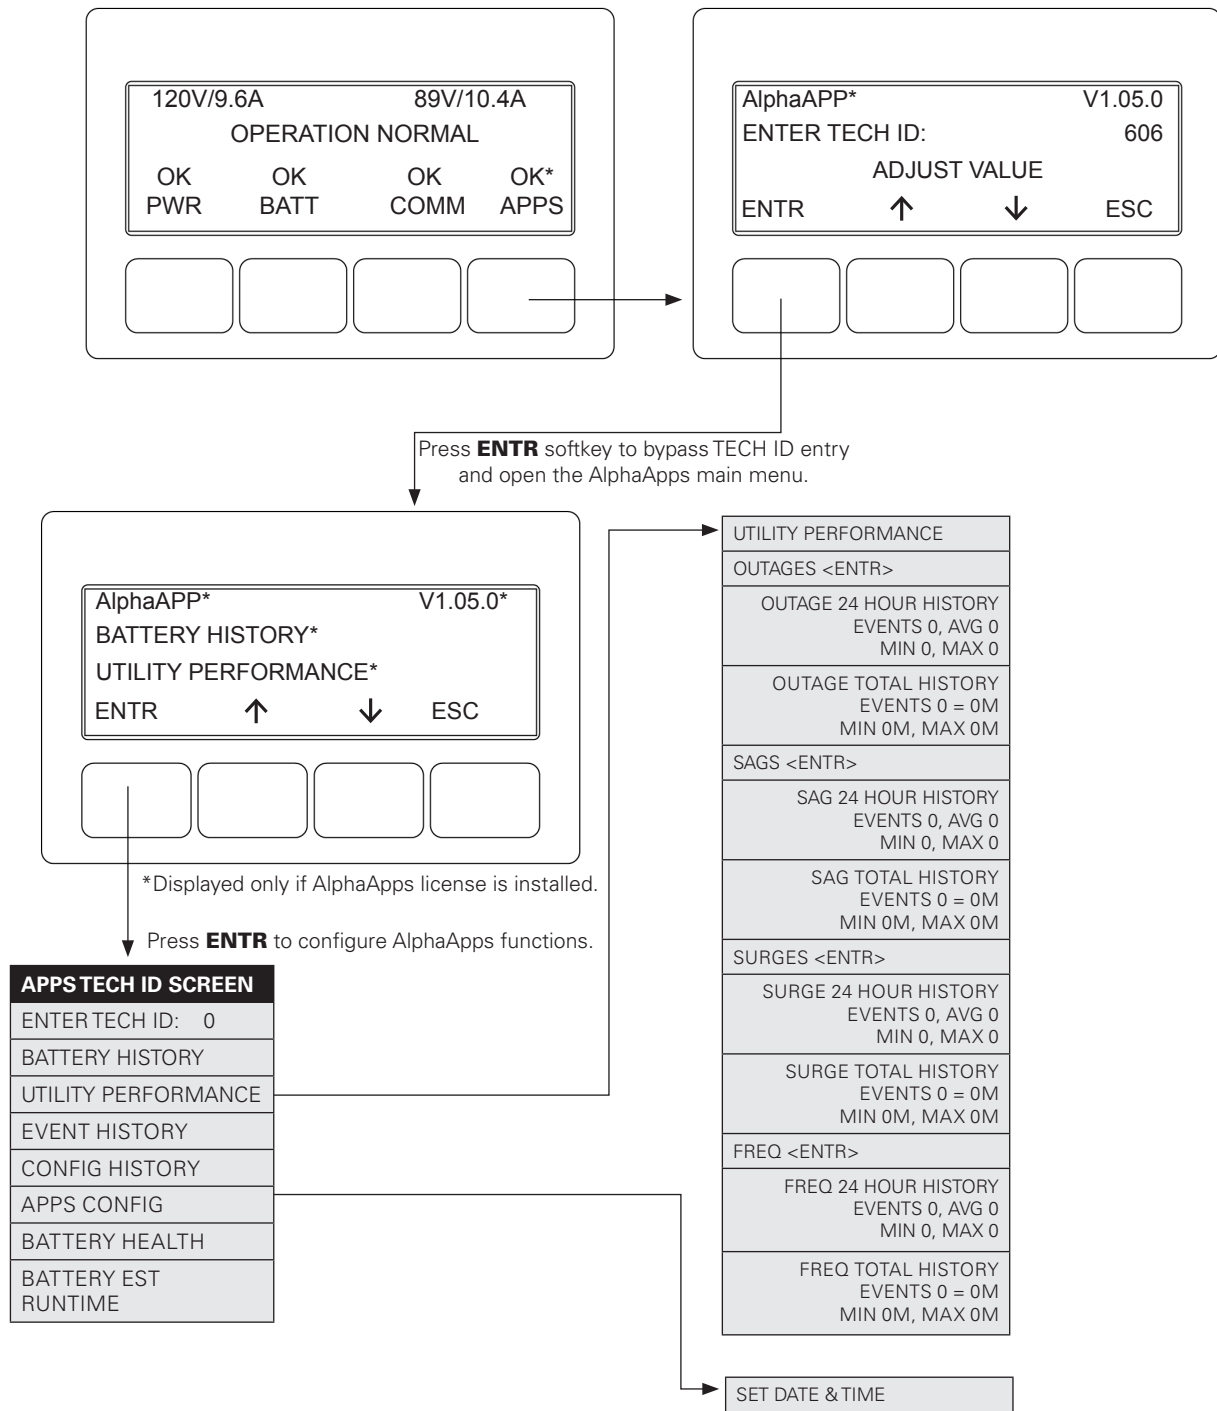 120V/9.6A 89V/10.4A
OPERATION NORMAL
OK OK OK OK*
PWR BATT COMM APPS
AlphaAPP* V1.05.0
ENTER TECH ID: 606
ADJUST VALUE
ENTR ↑ ↓ ESC
Press ENTR softkey to bypass TECH ID entry
and open the AlphaApps main menu.
AlphaAPP* V1.05.0*
BATTERY HISTORY*
UTILITY PERFORMANCE*
ENTR ↑ ↓ ESC
*Displayed only if AlphaApps license is installed.
Press ENTR to configure AlphaApps functions.
APPS TECH ID SCREEN
ENTER TECH ID: 0
BATTERY HISTORY
UTILITY PERFORMANCE
EVENT HISTORY
CONFIG HISTORY
APPS CONFIG
BATTERY HEALTH
BATTERY EST
RUNTIME
UTILITY PERFORMANCE
OUTAGES <ENTR>
OUTAGE 24 HOUR HISTORY
EVENTS 0, AVG 0
MIN 0, MAX 0
OUTAGE TOTAL HISTORY
EVENTS 0 = 0M
MIN 0M, MAX 0M
SAGS <ENTR>
SAG 24 HOUR HISTORY
EVENTS 0, AVG 0
MIN 0, MAX 0
SAG TOTAL HISTORY
EVENTS 0 = 0M
MIN 0M, MAX 0M
SURGES <ENTR>
SURGE 24 HOUR HISTORY
EVENTS 0, AVG 0
MIN 0, MAX 0
SURGE TOTAL HISTORY
EVENTS 0 = 0M
MIN 0M, MAX 0M
FREQ <ENTR>
FREQ 24 HOUR HISTORY
EVENTS 0, AVG 0
MIN 0, MAX 0
FREQ TOTAL HISTORY
EVENTS 0 = 0M
MIN 0M, MAX 0M
SET DATE & TIME